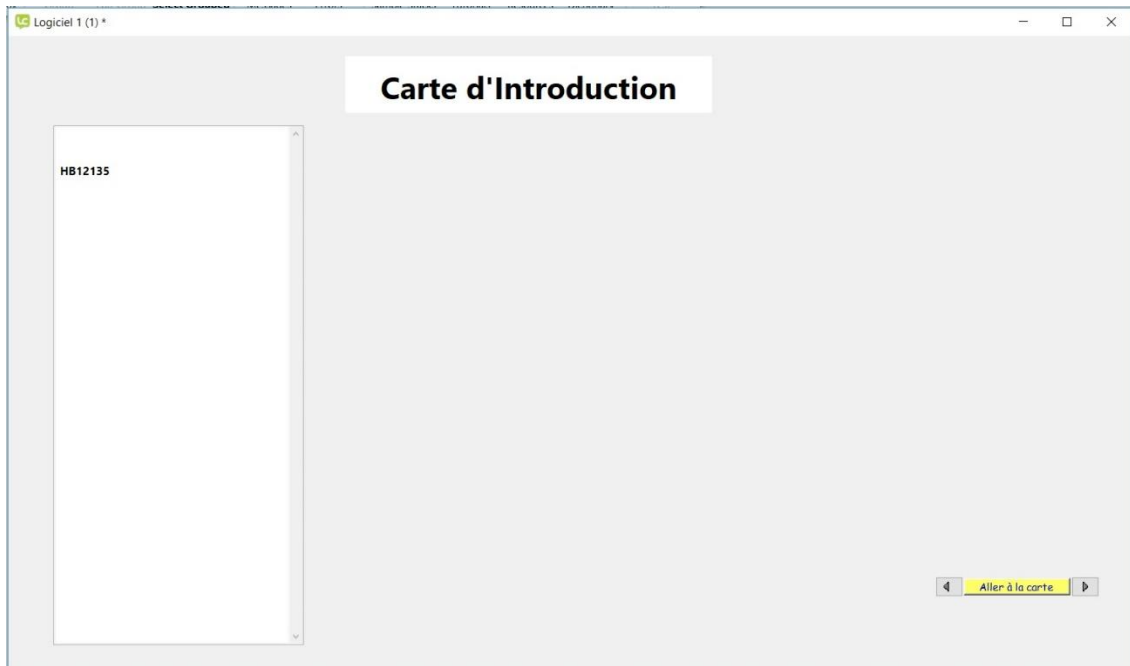 Logiciel 1 (1) *
Carte d'Introduction
HB12135
Aller à la carte